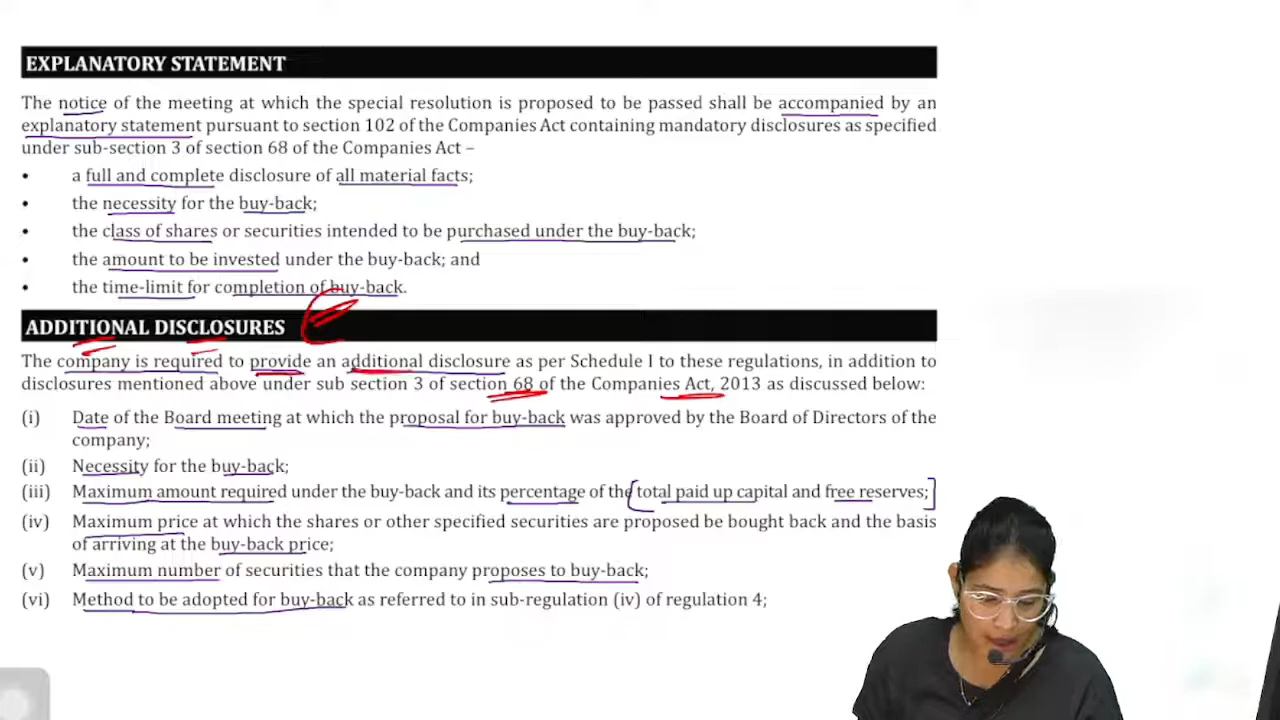 EXPLANATORY STATEMENT
The notice of the meeting at which the special resolution is proposed to be passed shall be accompanied by an
explanatory statement pursuant to section 102 of the Companies Act containing mandatory disclosures as specified
under sub-section 3 of section 68 of the Companies Act –
• a full and complete disclosure of all material facts;
• the necessity for the buy-back;
• the class of shares or securities intended to be purchased under the buy-back;
• the amount to be invested under the buy-back; and
• the time-limit for completion of buy-back.
ADDITIONAL DISCLOSURES
The company is required to provide an additional disclosure as per Schedule I to these regulations, in addition to
disclosures mentioned above under sub section 3 of section 68 of the Companies Act, 2013 as discussed below:
(i) Date of the Board meeting at which the proposal for buy-back was approved by the Board of Directors of the
company;
(ii) Necessity for the buy-back;
(iii) Maximum amount required under the buy-back and its percentage of the total paid up capital and free reserves;
(iv) Maximum price at which the shares or other specified securities are proposed be bought back and the basis
of arriving at the buy-back price;
(v) Maximum number of securities that the company proposes to buy-back;
(vi) Method to be adopted for buy-back as referred to in sub-regulation (iv) of regulation 4;